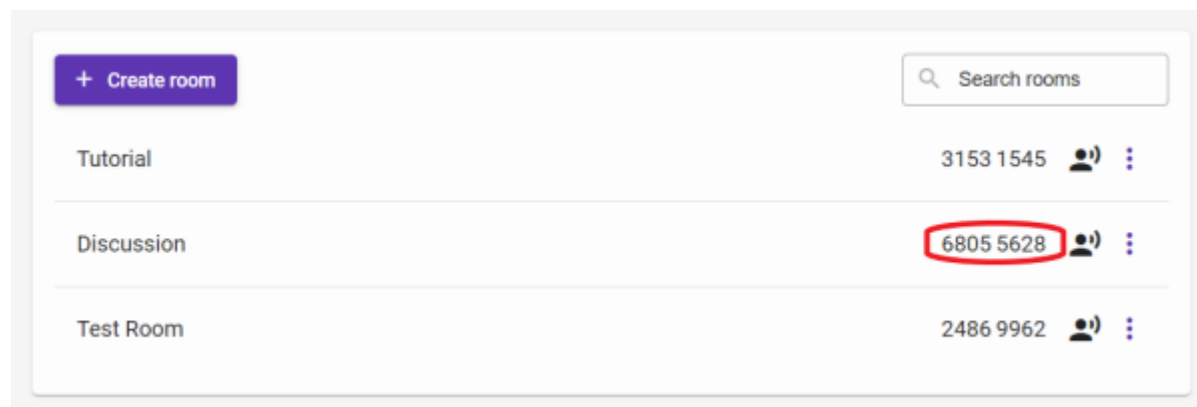 + Create room
Search rooms
Tutorial 3153 1545
Discussion 6805 5628
Test Room 2486 9962